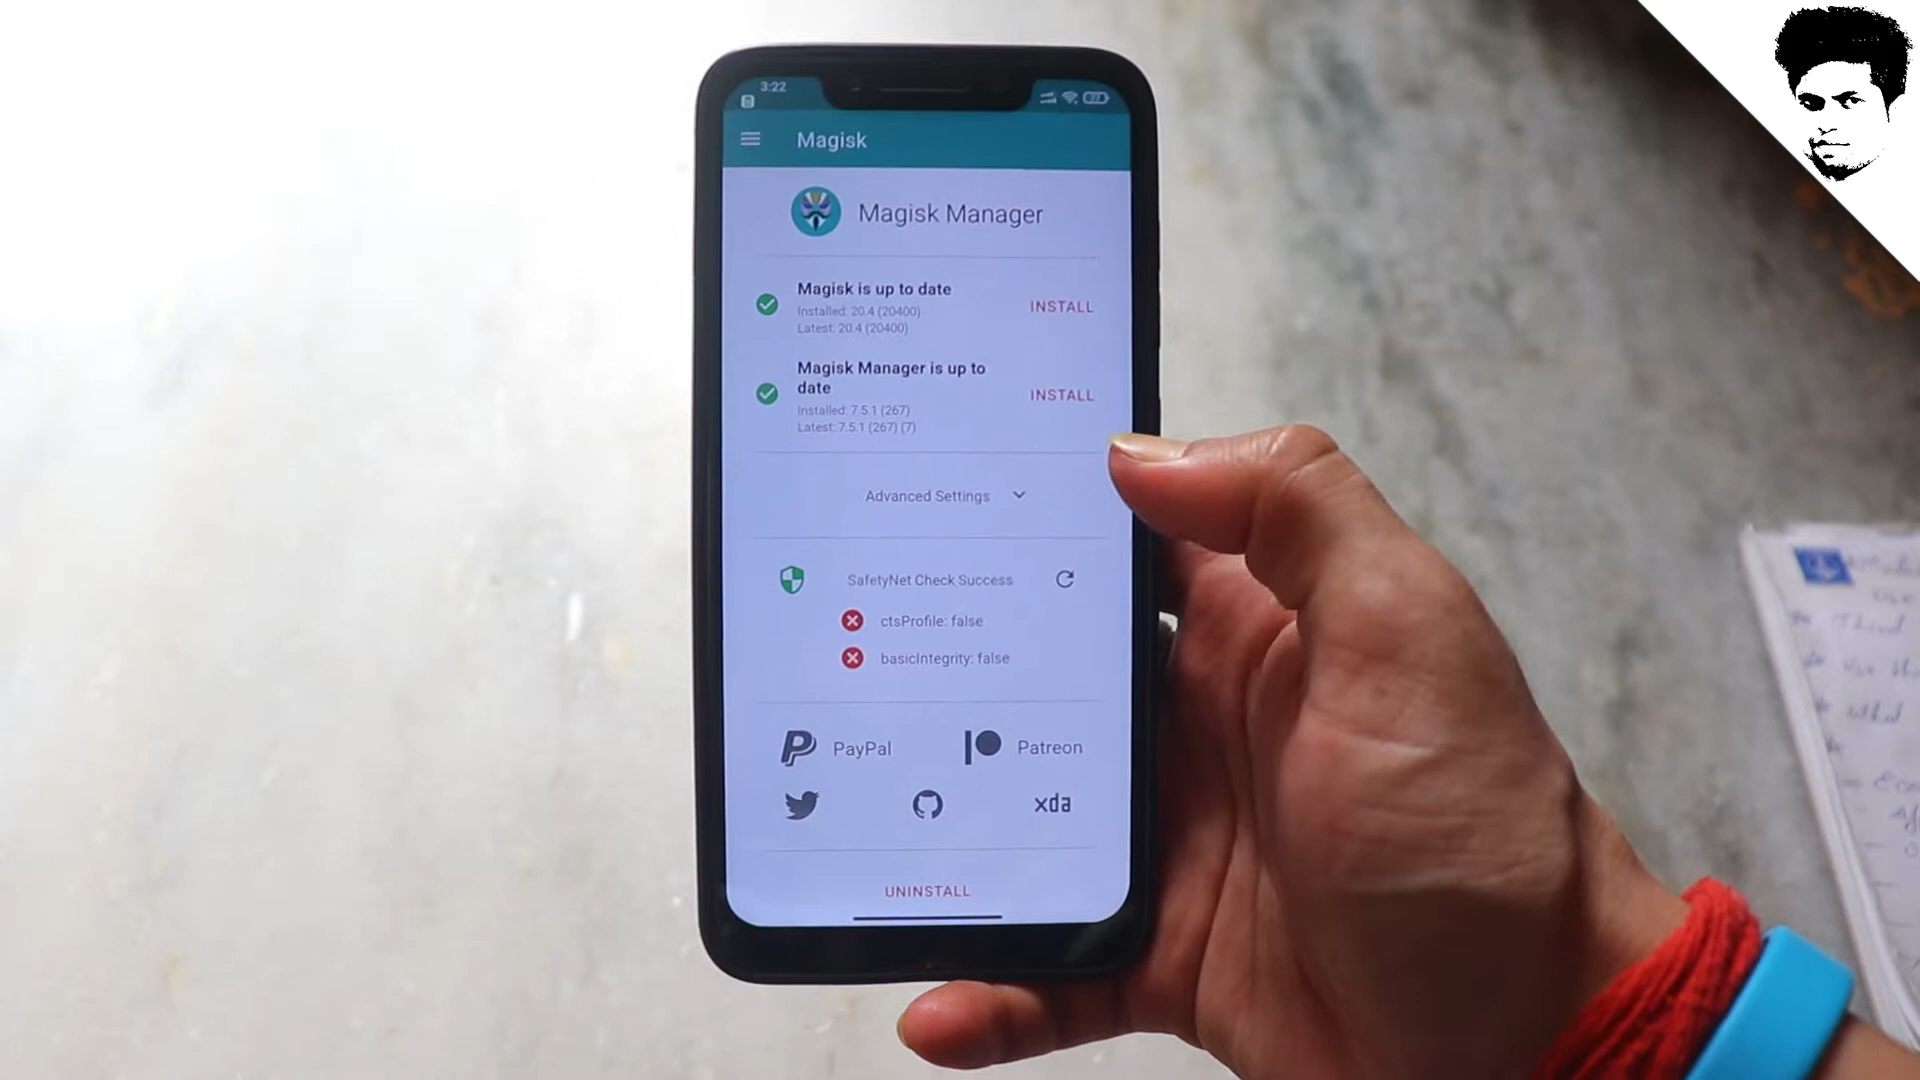 3:22
Magisk
Magisk Manager
Magisk is up to date
Installed: 20.4 (20400)
Latest: 20.4 (20400)
INSTALL
Magisk Manager is up to
date
Installed: 7.5.1 (267)
Latest: 7.5.1 (267) (7)
INSTALL
Advanced Settings
SafetyNet Check Success
ctsProfile: false
basicIntegrity: false
PayPal
Patreon
xda
UNINSTALL